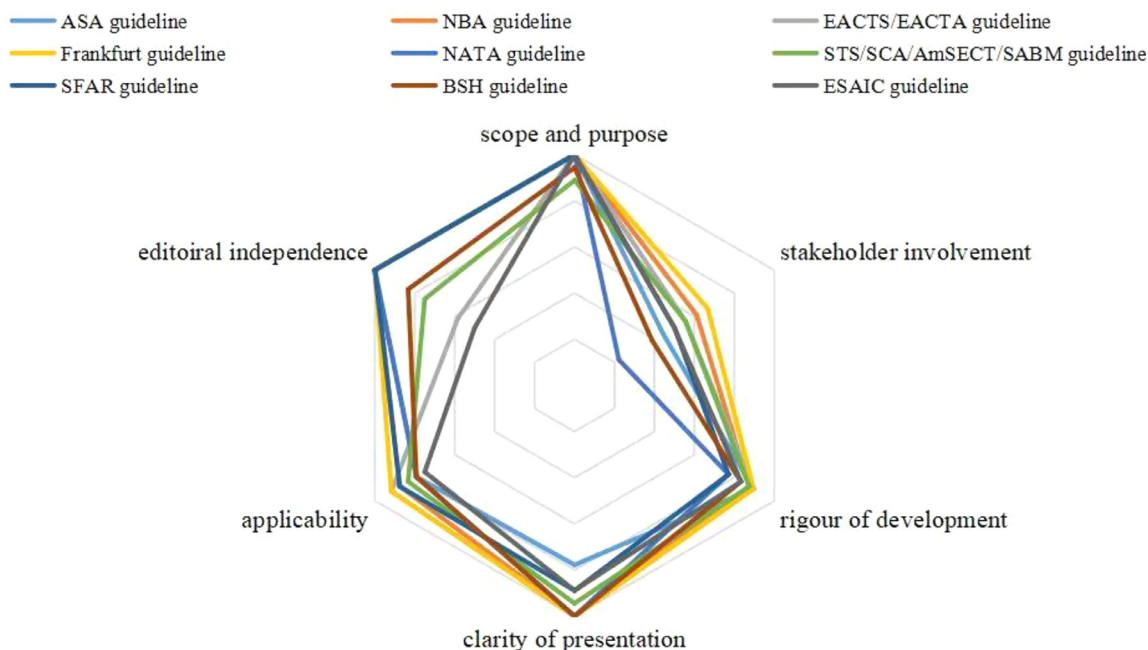 ASA guideline NBA guideline EACTS/EACTA guideline
Frankfurt guideline NATA guideline STS/SCA/AmSECT/SABM guideline
SFAR guideline BSH guideline ESAIC guideline
scope and purpose
editoiral independence stakeholder involvement
applicability rigour of development
clarity of presentation